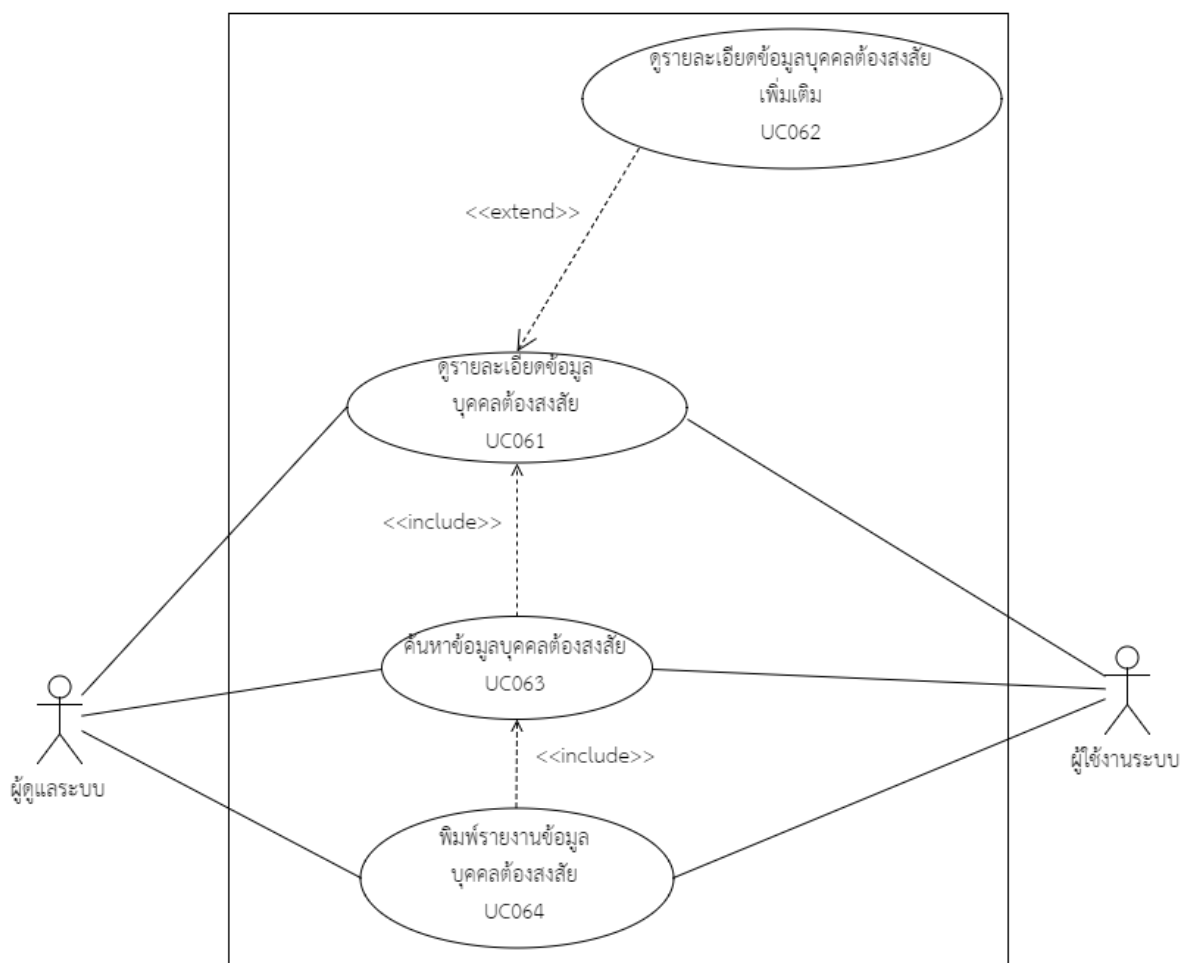 ดูรายละเอียดข้อมูลบุคคลต้องสงสัย
เพิ่มเติม
UC062
<<extend>>
ดูรายละเอียดข้อมูล
บุคคลต้องสงสัย
UC061
<<include>>
ค้นหาข้อมูลบุคคลต้องสงสัย
UC063
<<include>>
ผู้ดูแลระบบ
ผู้ใช้งานระบบ
พิมพ์รายงานข้อมูล
บุคคลต้องสงสัย
UC064